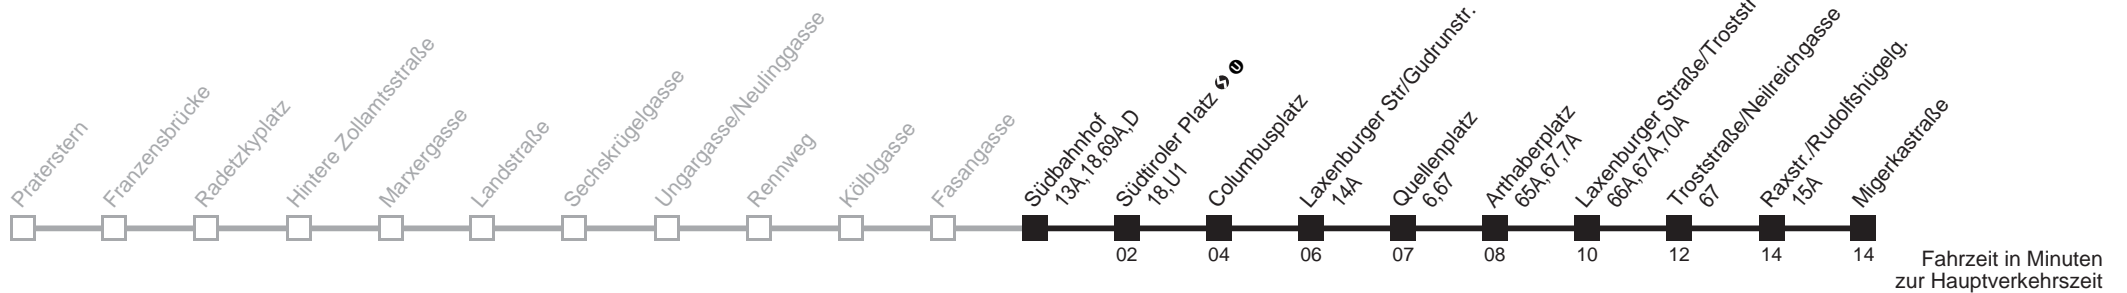 Praterstern
Franzensbrücke
Radetzkyplatz
Hintere Zollamtsstraße
Marxergasse
Landstraße
Sechskrügelgasse
Ungargasse/Neulinggasse
Rennweg
Kölblgasse
Fasangasse
Südbahnhof
13A,18,69A,D
Südtiroler Platz S U
18,U1
Columbusplatz
Laxenburger Str/Gudrunstr.
14A
Quellenplatz
6,67
Arthaberplatz
65A,67,7A
Laxenburger Straße/Troststr
66A,67A,70A
Troststraße/Neilreichgasse
67
Raxstr./Rudolfshügelg.
15A
Migerkastraße
02 04 06 07 08 10 12 14 14
Fahrzeit in Minuten
zur Hauptverkehrszeit